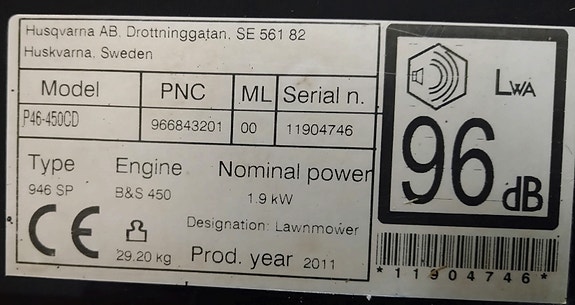 Husqvarna AB, Drottninggatan, SE 561 82
Huskvarna, Sweden
Model PNC ML Serial n.
P46-450CD 966843201 00 11904746
Type Engine Nominal power
946 SP B&S 450 1.9 kW
Designation: Lawnmower
CE 29.20 kg Prod. year 2011
LWA
96 dB
*11904746*